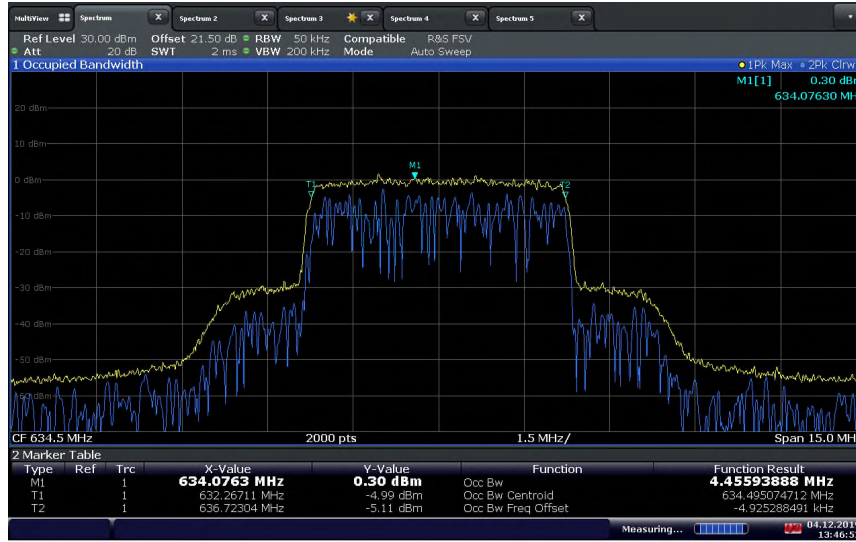 MultiView Spectrum X Spectrum 2 X Spectrum 3 X Spectrum 4 X Spectrum 5 X
Ref Level 30.00 dBm Offset 21.50 dB RBW 50 kHz Compatible R&S FSV
Att 20 dB SWT 2 ms VBW 200 kHz Mode Auto Sweep
1 Occupied Bandwidth 1Pk Max 2Pk Clrw
M1[1] 0.30 dB
634.07630 MH
20 dBm
10 dBm
M1
0 dBm
T1 T2
-10 dBm
-20 dBm
-30 dBm
-40 dBm
-50 dBm
-60 dBm
CF 634.5 MHz 2000 pts 1.5 MHz/ Span 15.0 MH
2 Marker Table
Type Ref Trc X-Value Y-Value Function Function Result
M1 1 634.0763 MHz 0.30 dBm Occ Bw 4.45593888 MHz
T1 1 632.26711 MHz -4.99 dBm Occ Bw Centroid 634.495074712 MHz
T2 1 636.72304 MHz -5.11 dBm Occ Bw Freq Offset -4.925288491 kHz
Measuring... 04.12.201
13:46:5